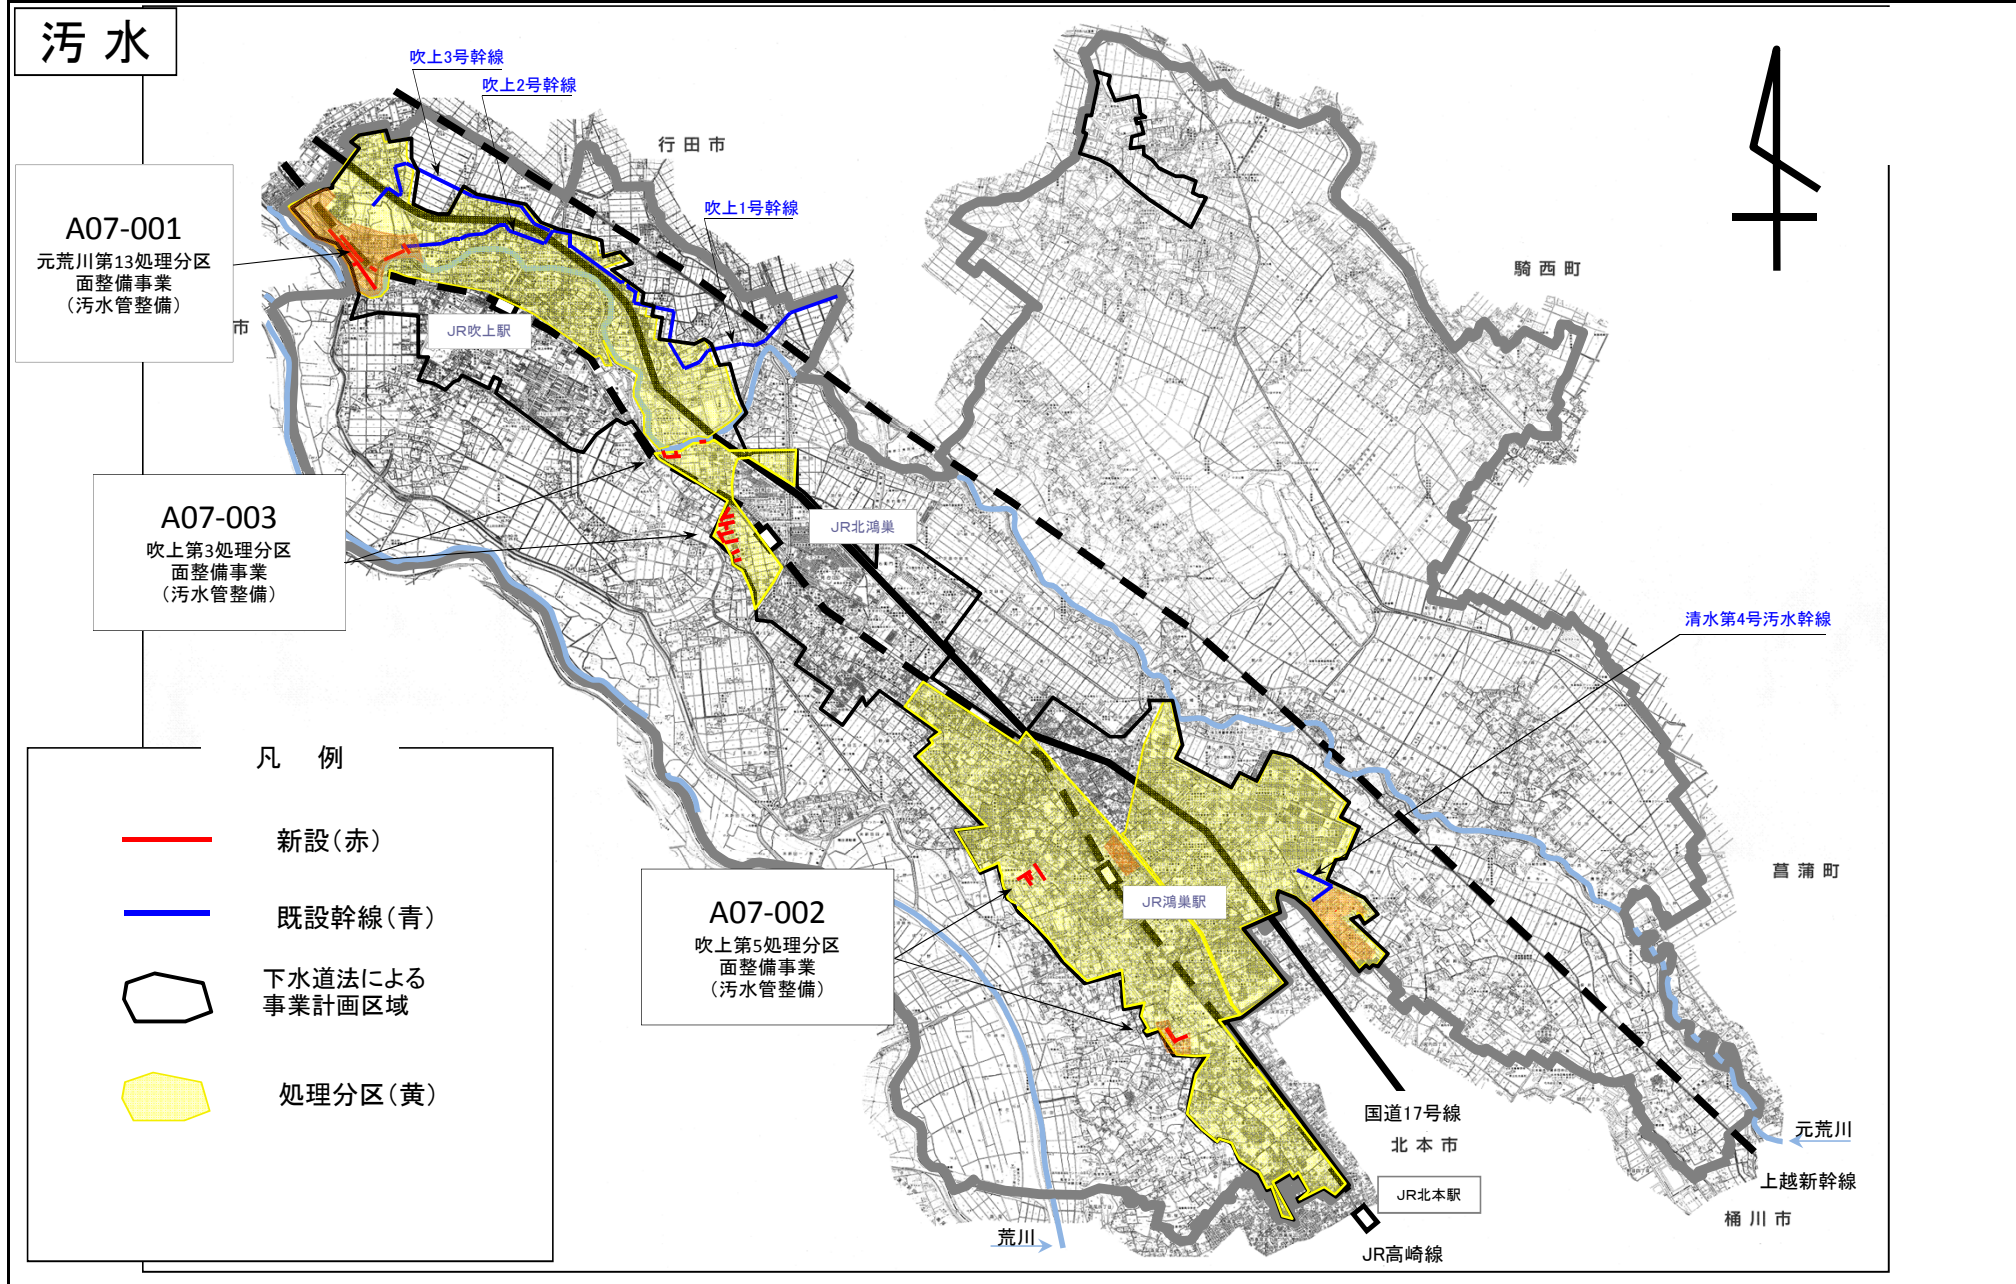 汚水
吹上3号幹線
吹上2号幹線
行田市
吹上1号幹線
A07-001
元荒川第13処理分区
面整備事業
（汚水管整備）
騎西町
市
JR吹上駅
A07-003
吹上第3処理分区
面整備事業
（汚水管整備）
JR北鴻巣
清水第4号汚水幹線
凡例
新設（赤）
既設幹線（青）
下水道法による
事業計画区域
処理分区（黄）
A07-002
吹上第5処理分区
面整備事業
（汚水管整備）
JR鴻巣駅
菖蒲町
国道17号線
北本市
元荒川
上越新幹線
JR北本駅
桶川市
荒川
JR高崎線